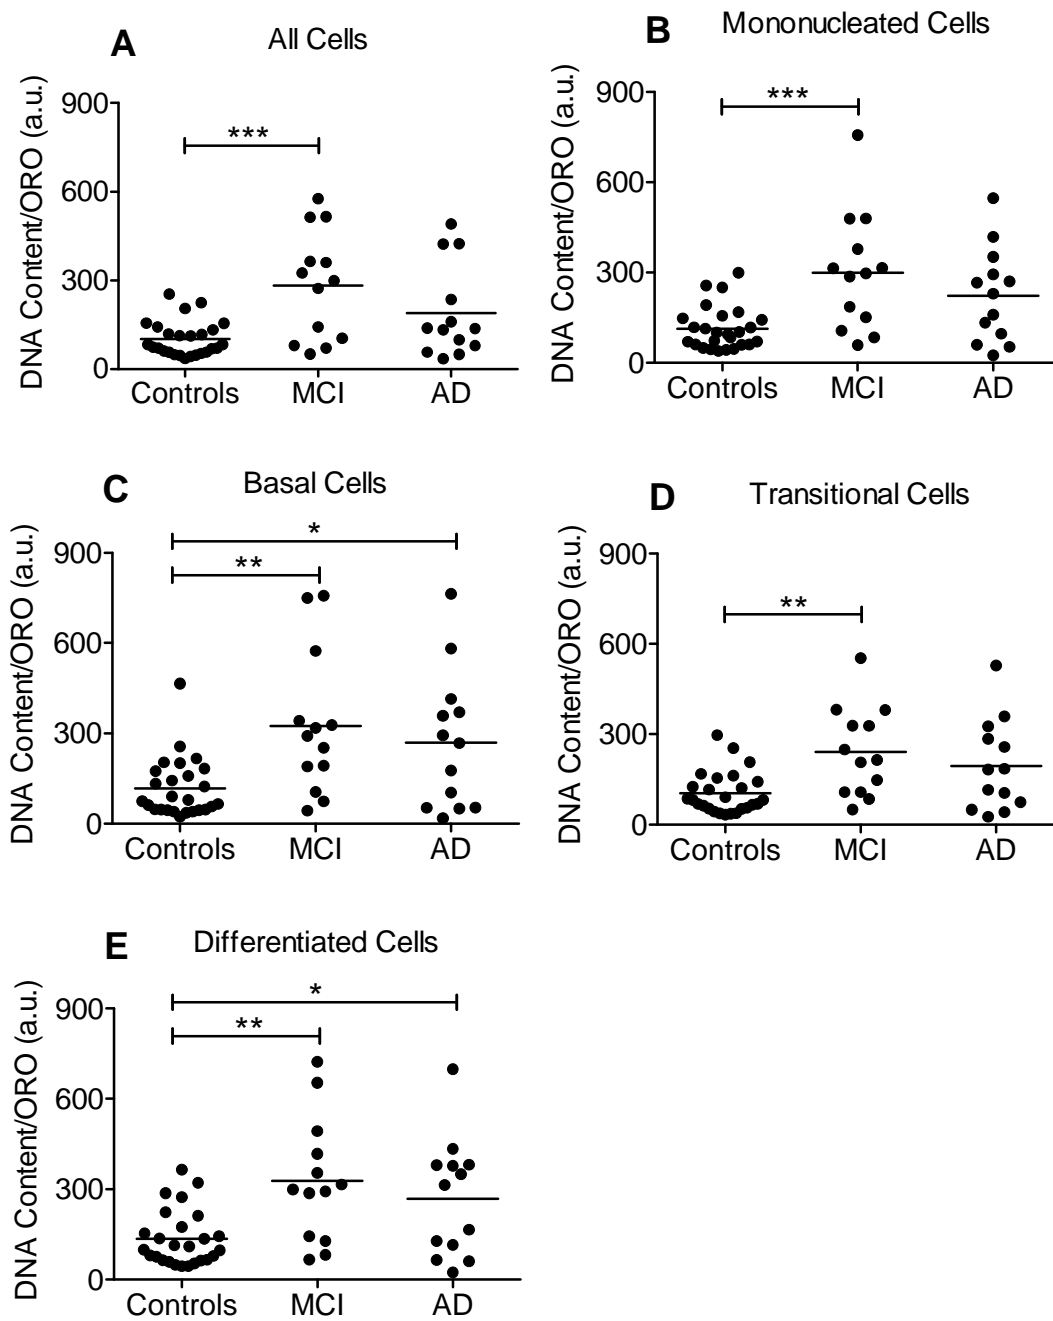 A
All Cells
DNA Content/ORO (a.u.)
900
600
300
0
***
Controls
MCI
AD
B
Mononucleated Cells
DNA Content/ORO (a.u.)
900
600
300
0
***
Controls
MCI
AD
C
Basal Cells
DNA Content/ORO (a.u.)
900
600
300
0
*
**
Controls
MCI
AD
D
Transitional Cells
DNA Content/ORO (a.u.)
900
600
300
0
**
Controls
MCI
AD
E
Differentiated Cells
DNA Content/ORO (a.u.)
900
600
300
0
*
**
Controls
MCI
AD